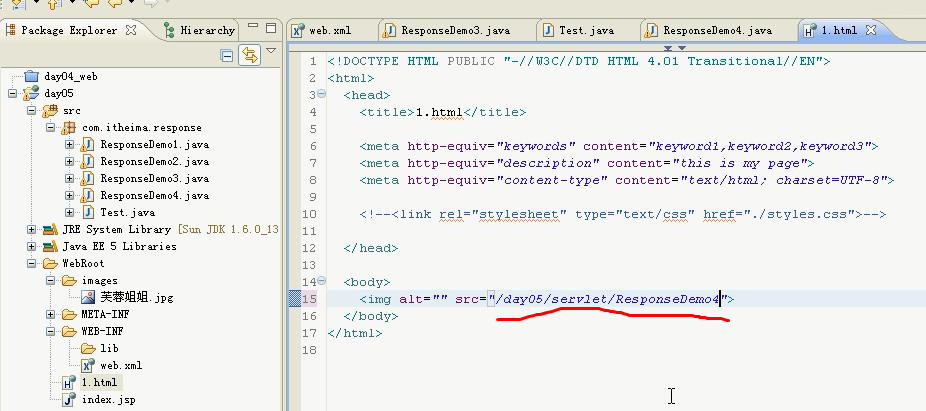 Package Explorer
Hierarchy
web.xml
ResponseDemo3.java
Test.java
ResponseDemo4.java
1.html
day04_web
day05
src
com.itheima.response
ResponseDemo1.java
ResponseDemo2.java
ResponseDemo3.java
ResponseDemo4.java
Test.java
JRE System Library [Sun JDK 1.6.0_13
Java EE 5 Libraries
WebRoot
images
芙蓉姐姐.jpg
META-INF
WEB-INF
lib
web.xml
1.html
index.jsp
1 <!DOCTYPE HTML PUBLIC "-//W3C//DTD HTML 4.01 Transitional//EN">
2 <html>
3 <head>
4 <title>1.html</title>
5
6 <meta http-equiv="keywords" content="keyword1,keyword2,keyword3">
7 <meta http-equiv="description" content="this is my page">
8 <meta http-equiv="content-type" content="text/html; charset=UTF-8">
9
10 <!--<link rel="stylesheet" type="text/css" href="./styles.css">-->
11
12 </head>
13
14 <body>
15 <img alt="" src="/day05/servlet/ResponseDemo4">
16 </body>
17 </html>
18